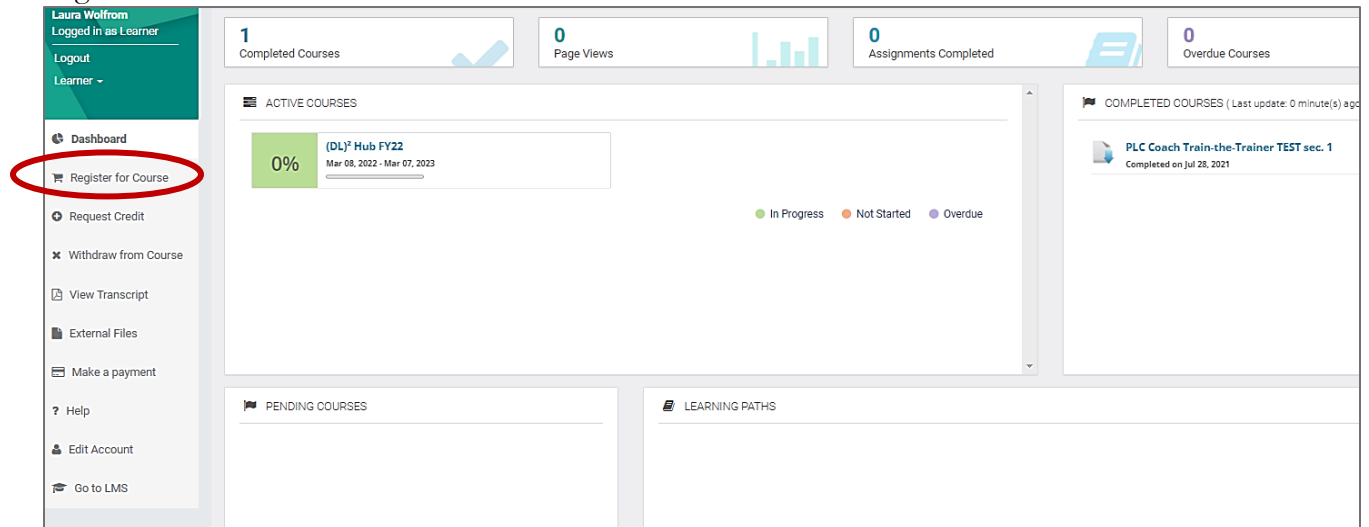 Laura Wolfrom
Logged in as Learner
Logout
Learner
1
Completed Courses
0
Page Views
0
Assignments Completed
0
Overdue Courses
ACTIVE COURSES
COMPLETED COURSES ( Last update: 0 minute(s) ago
Dashboard
Register for Course
Request Credit
Withdraw from Course
View Transcript
External Files
Make a payment
? Help
Edit Account
Go to LMS
0%
(DL)² Hub FY22
Mar 08, 2022 - Mar 07, 2023
In Progress
Not Started
Overdue
PLC Coach Train-the-Trainer TEST sec. 1
Completed on Jul 28, 2021
PENDING COURSES
LEARNING PATHS